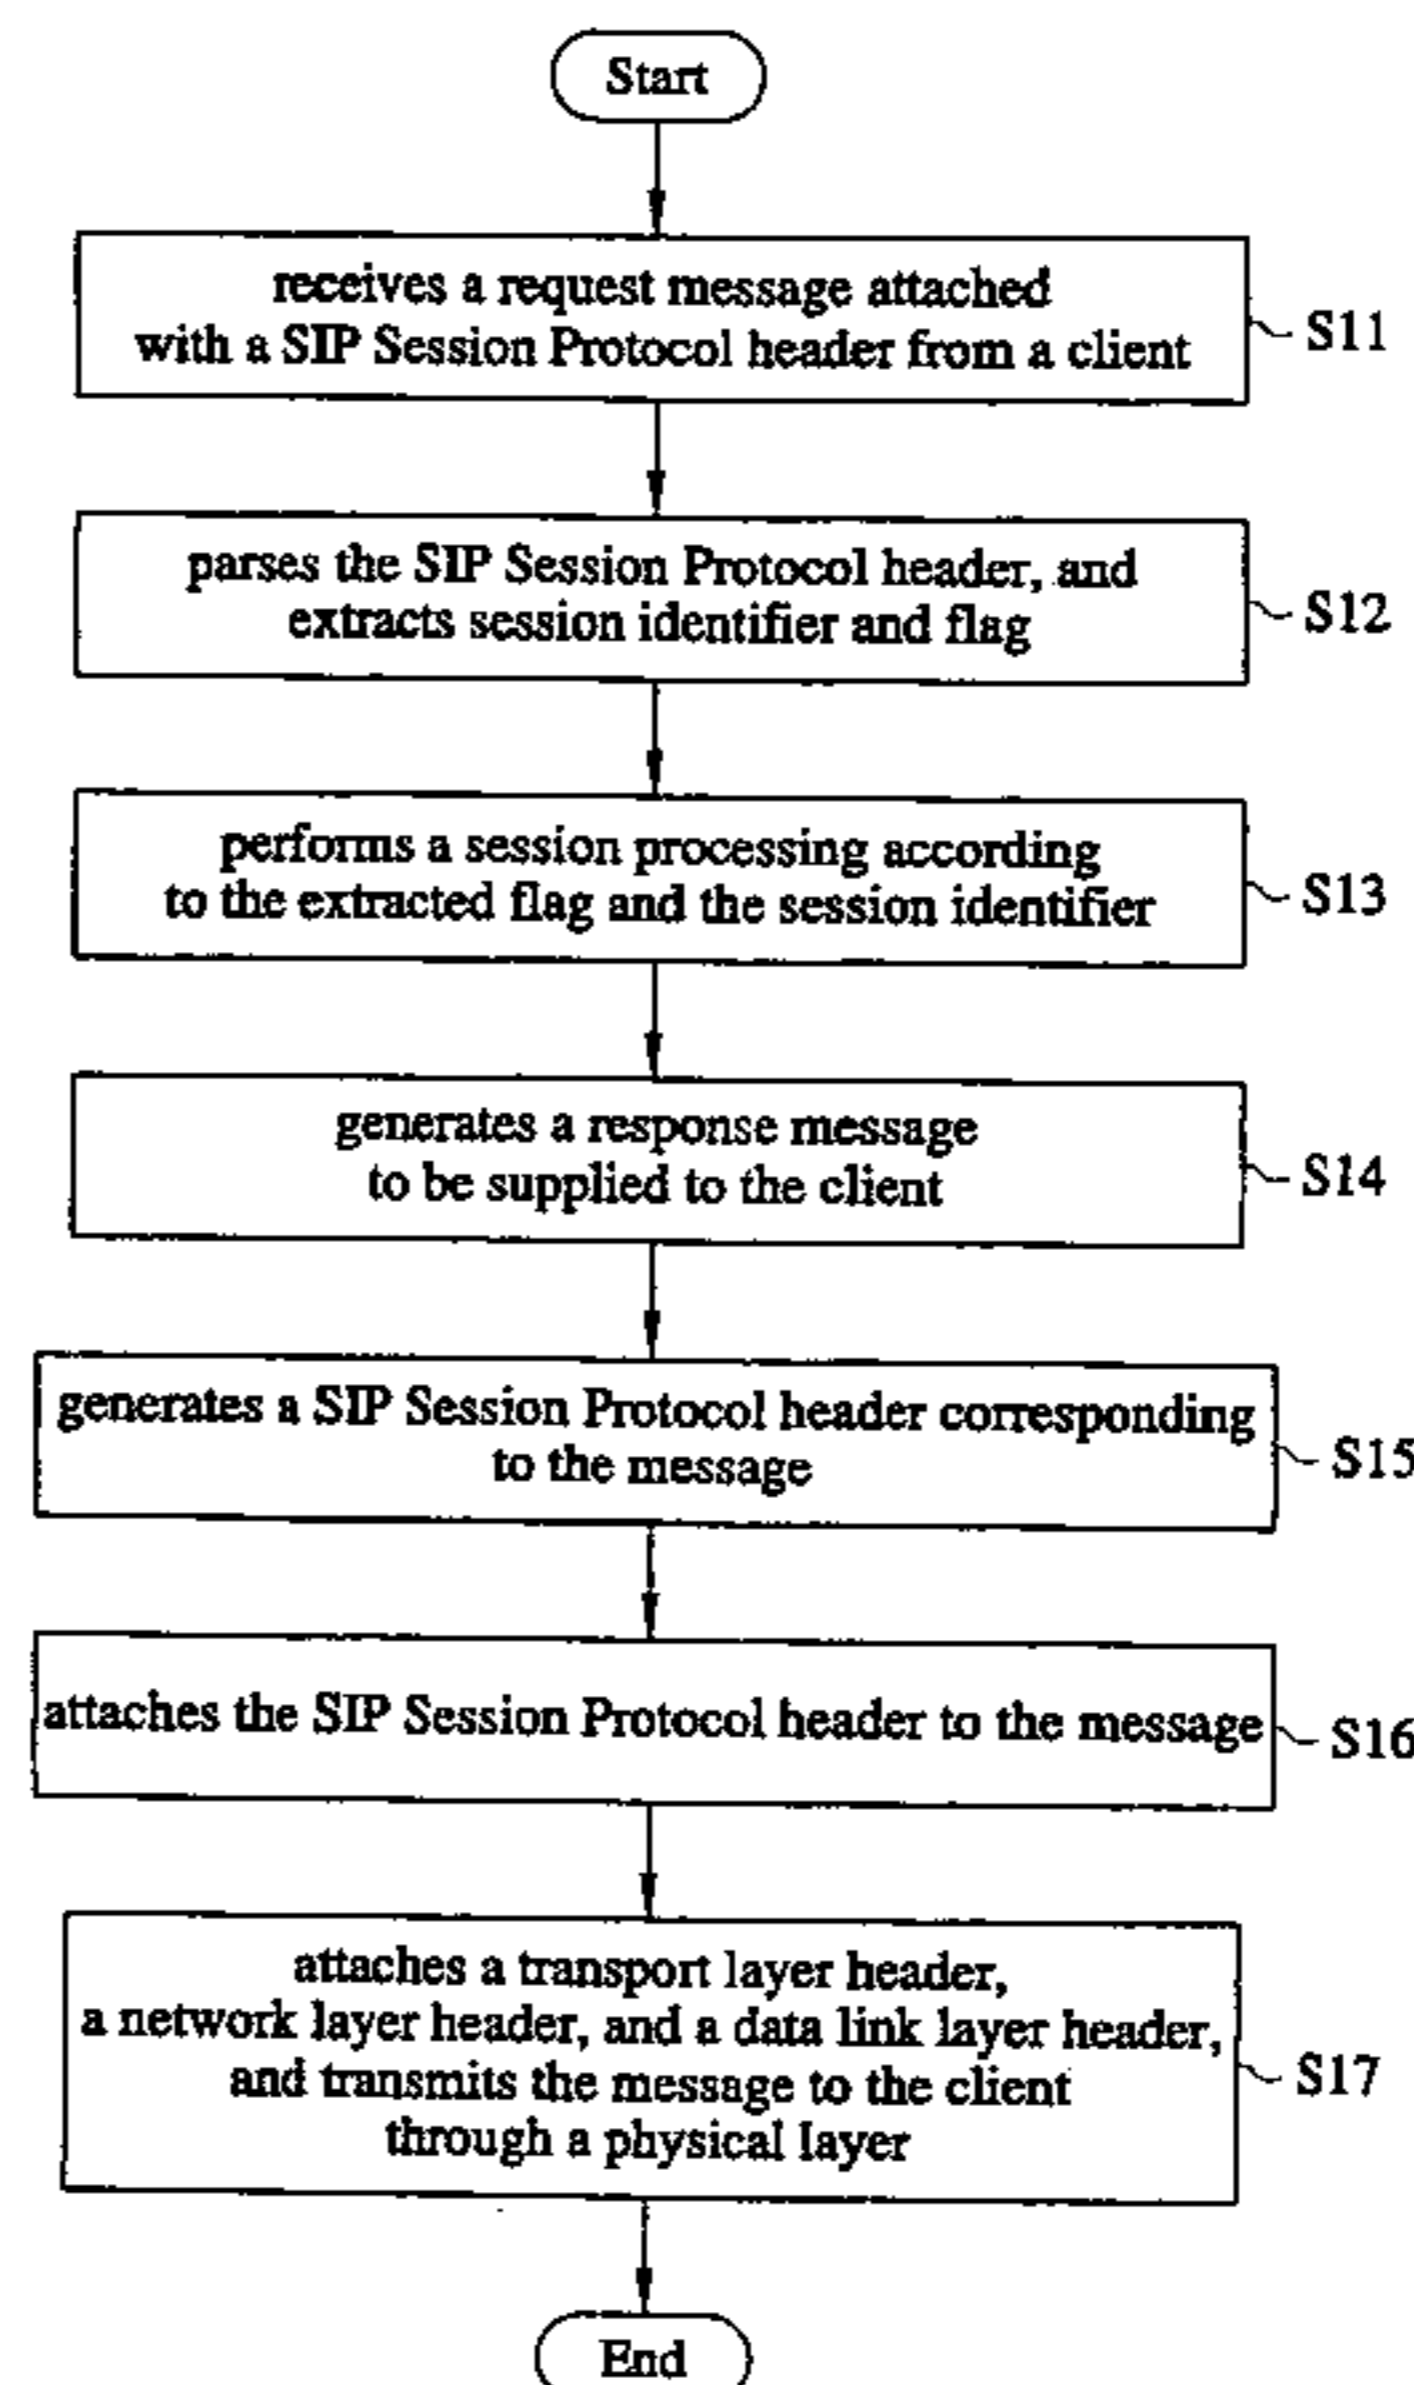 Start
receives a request message attached
with a SIP Session Protocol header from a client
S11
parses the SIP Session Protocol header, and
extracts session identifier and flag
S12
performs a session processing according
to the extracted flag and the session identifier
S13
generates a response message
to be supplied to the client
S14
generates a SIP Session Protocol header corresponding
to the message
S15
attaches the SIP Session Protocol header to the message
S16
attaches a transport layer header,
a network layer header, and a data link layer header,
and transmits the message to the client
through a physical layer
S17
End